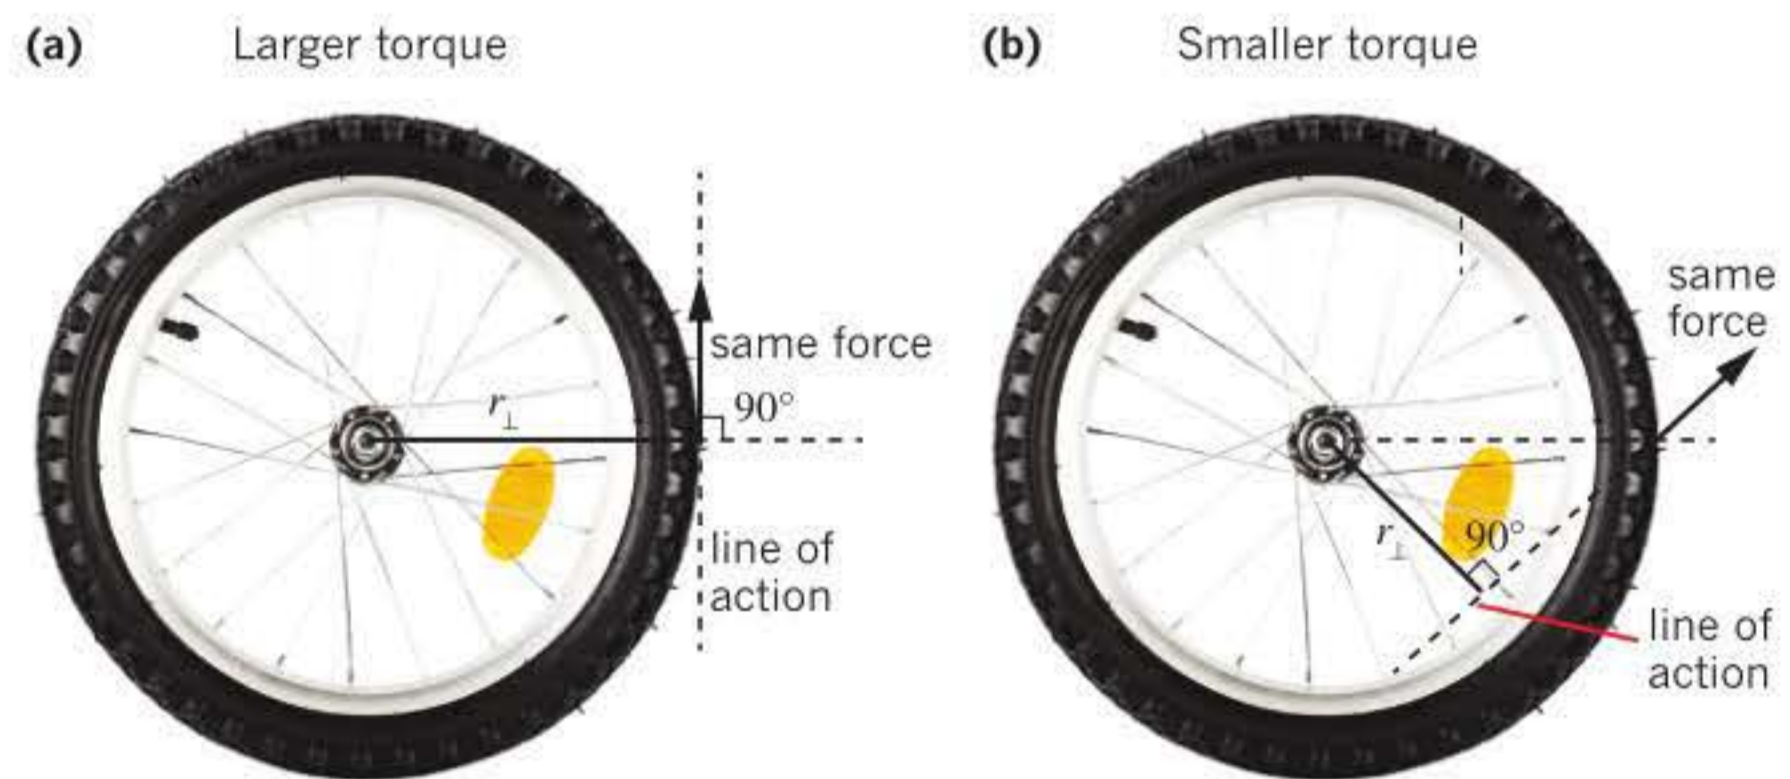 (a) Larger torque
same force
90°
r⊥
line of
action
(b) Smaller torque
same
force
r⊥
90°
line of
action